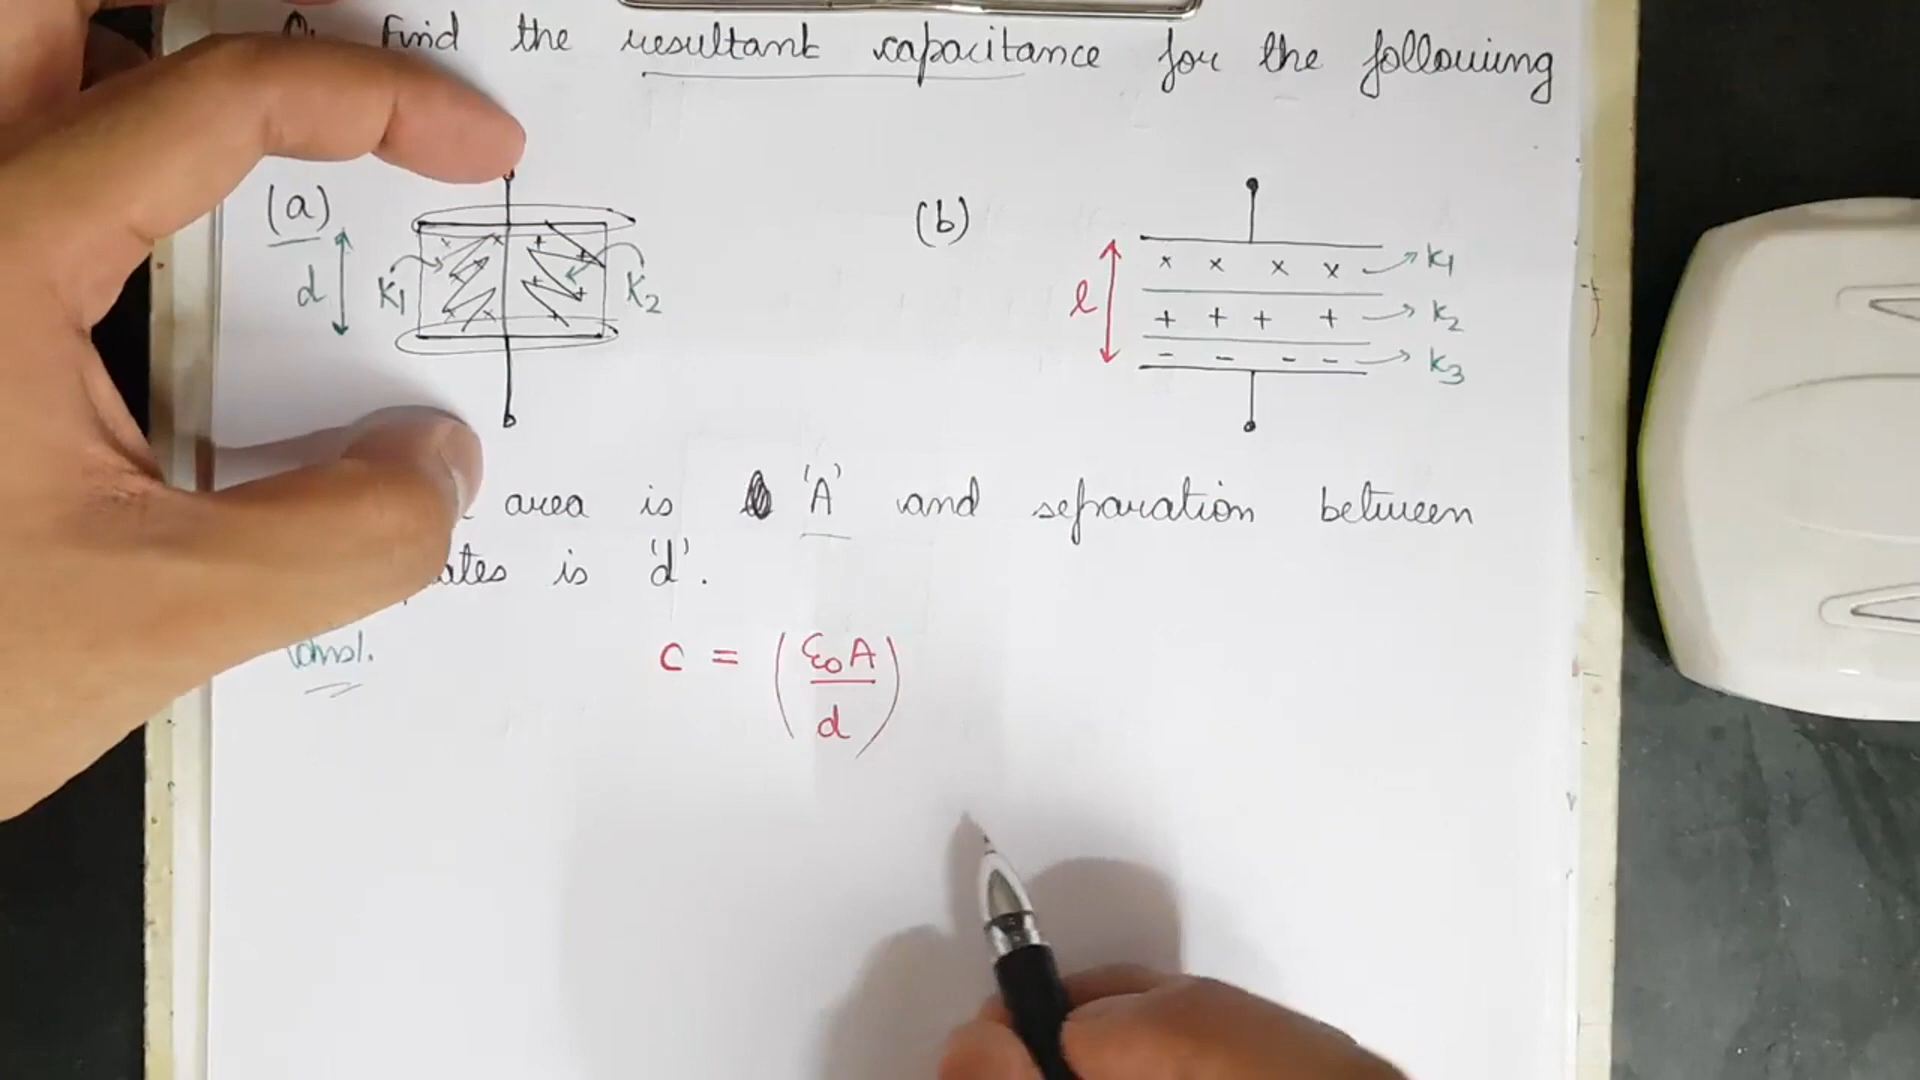 Q. Find the resultant capacitance for the following
(a)
d
K1
K2
(b)
l
K1
K2
K3
area is 'A' and separation between
is 'd'.
C = (ε0A/d)